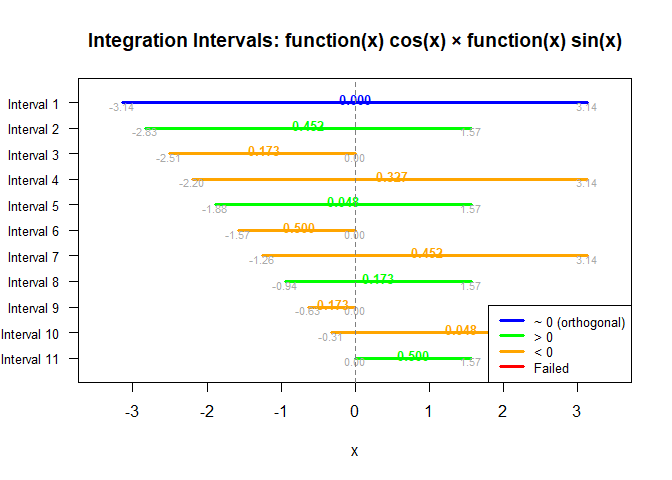 Integration Intervals: function(x) cos(x) × function(x) sin(x)
Interval 1 -3.14 0.000 3.14
Interval 2 -2.83 0.452 1.57
Interval 3 -2.51 0.173 0.00
Interval 4 -2.20 0.327 3.14
Interval 5 -1.88 0.048 1.57
Interval 6 -1.57 0.500 0.00
Interval 7 -1.26 0.452 3.14
Interval 8 -0.94 0.173 1.57
Interval 9 -0.63 0.173 0.00
Interval 10 -0.31 0.048
Interval 11 0.00 0.500 1.57
~ 0 (orthogonal)
> 0
< 0
Failed
-3 -2 -1 0 1 2 3
x